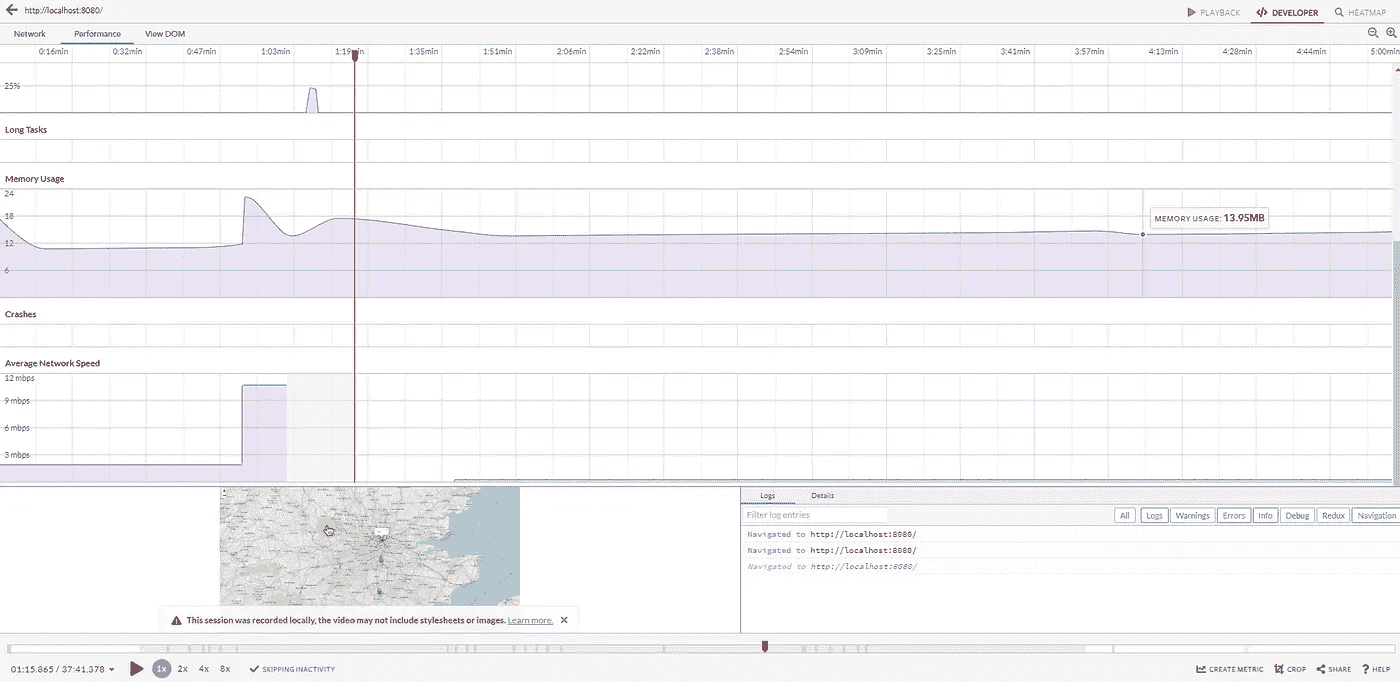 http://localhost:8080/
PLAYBACK
DEVELOPER
HEATMAP
Network
Performance
View DOM
0:16min 0:32min 0:47min 1:03min 1:19min 1:35min 1:51min 2:06min 2:22min 2:38min 2:54min 3:09min 3:25min 3:41min 3:57min 4:13min 4:28min 4:44min 5:00min
25%
Long Tasks
Memory Usage
24
18
MEMORY USAGE: 13.95MB
12
6
Crashes
Average Network Speed
12 mbps
9 mbps
6 mbps
3 mbps
Logs
Details
Filter log entries
All
Logs
Warnings
Errors
Info
Debug
Redux
Navigation
Navigated to http://localhost:8080/
Navigated to http://localhost:8080/
Navigated to http://localhost:8080/
This session was recorded locally, the video may not include stylesheets or images. Learn more.
01:15.865 / 37:41.378
1x
2x
4x
8x
SKIPPING INACTIVITY
CREATE METRIC
CROP
SHARE
? HELP